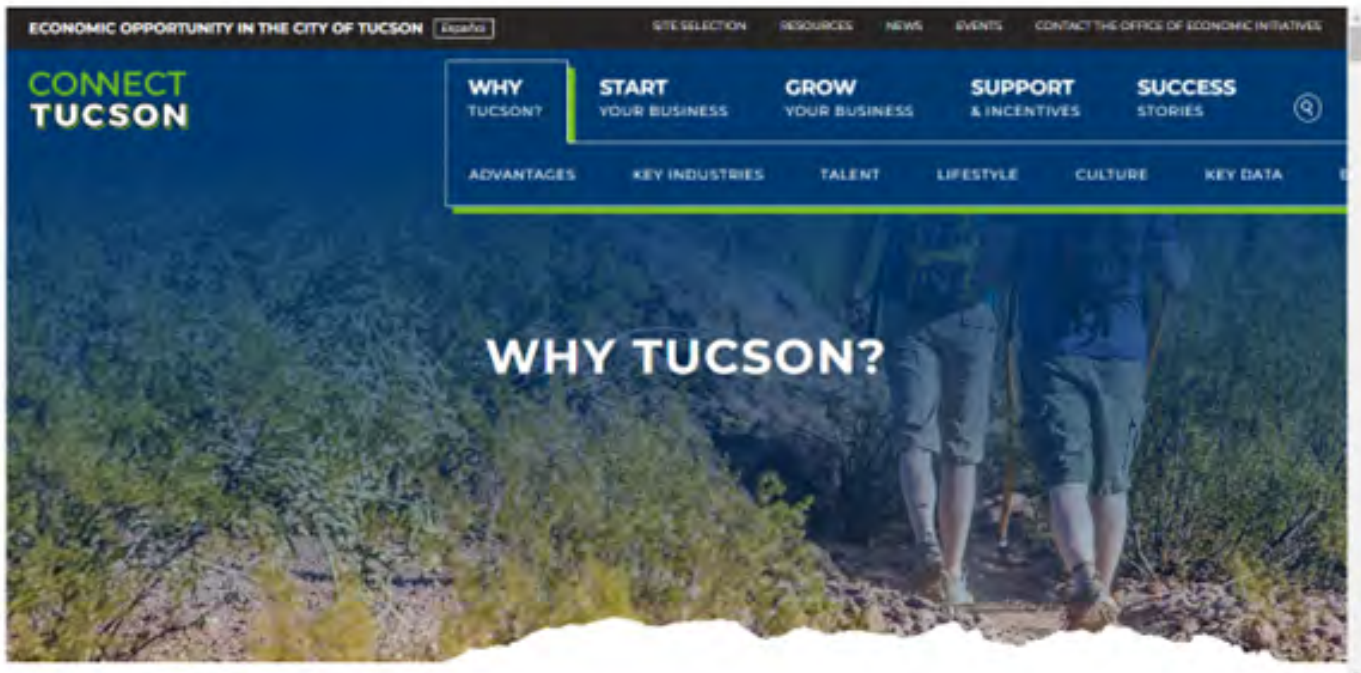 ECONOMIC OPPORTUNITY IN THE CITY OF TUCSON Español
SITE SELECTION RESOURCES NEWS EVENTS CONTACT THE OFFICE OF ECONOMIC INITIATIVES
CONNECT
TUCSON
WHY
TUCSON?
START
YOUR BUSINESS
GROW
YOUR BUSINESS
SUPPORT
& INCENTIVES
SUCCESS
STORIES
ADVANTAGES KEY INDUSTRIES TALENT LIFESTYLE CULTURE KEY DATA
WHY TUCSON?